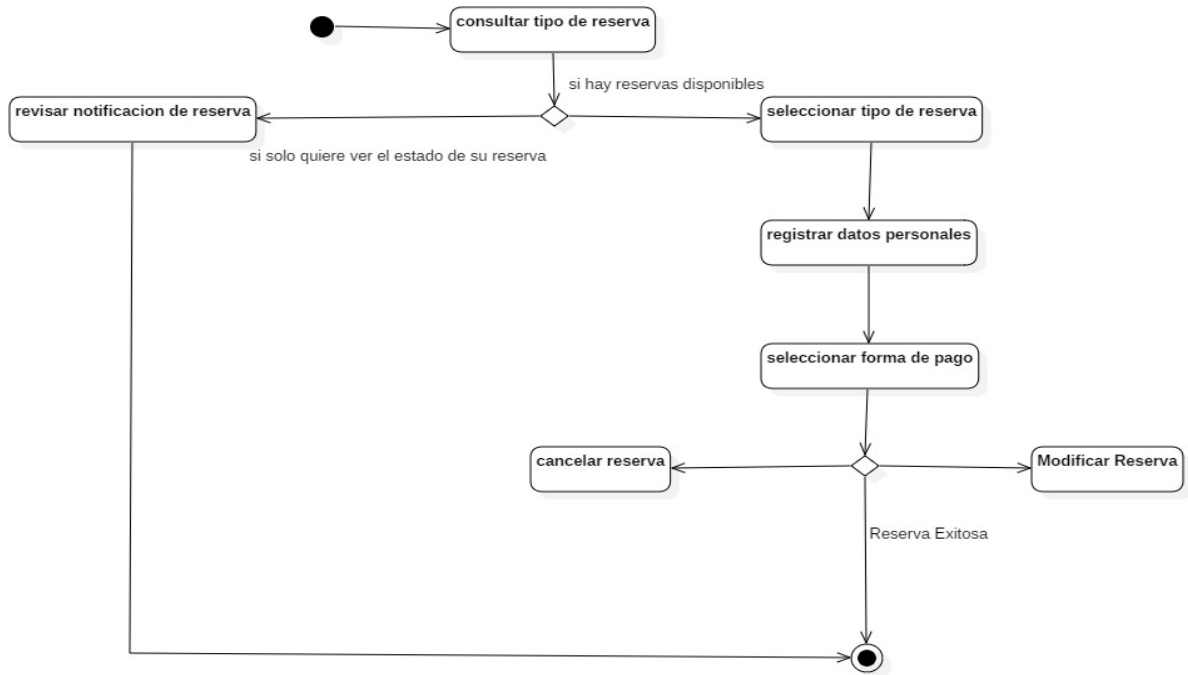 consultar tipo de reserva
si hay reservas disponibles
revisar notificacion de reserva
seleccionar tipo de reserva
si solo quiere ver el estado de su reserva
registrar datos personales
seleccionar forma de pago
cancelar reserva
Modificar Reserva
Reserva Exitosa